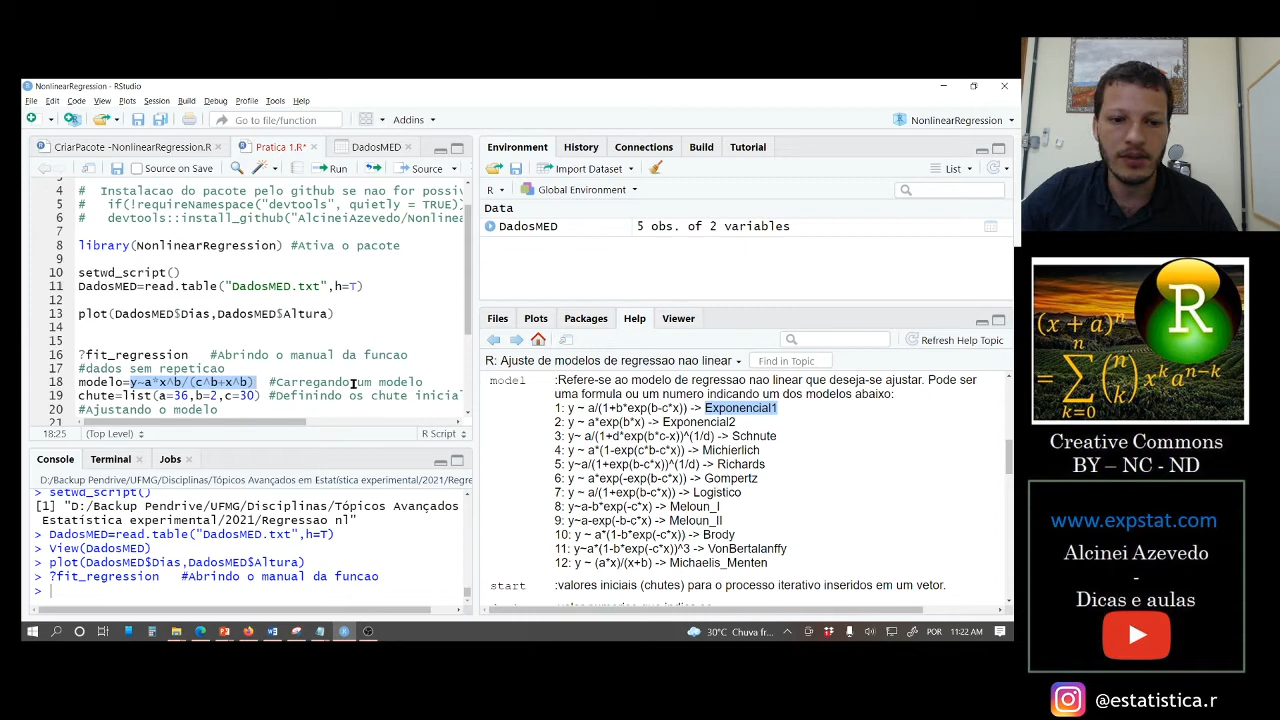 NonlinearRegression - RStudio
File Edit Code View Plots Session Build Debug Profile Tools Help
Go to file/function
Addins
NonlinearRegression
CriarPacote -NonlinearRegression.R
Pratica 1.R*
DatosMED
Source on Save
Run
Source
4 # Instalacao do pacote pelo github se nao for possiv
5 # if(!requireNamespace("devtools", quietly = TRUE))
6 # devtools::install_github("AlcineiAzevedo/Nonline
7
8 library(NonlinearRegression) #Ativa o pacote
9
10 setwd_script()
11 DadosMED=read.table("DadosMED.txt",h=T)
12
13 plot(DadosMED$Dias,DadosMED$Altura)
14
15
16 ?fit_regression #Abrindo o manual da funcao
17 #dados sem repeticao
18 modelo=y~a*x^b/(c^b+x^b) #Carregando um modelo
19 chute=list(a=36,b=2,c=30) #Definindo os chute inicia
20 #Ajustando o modelo
18:25 (Top Level) R Script
Console Terminal Jobs
D:/Backup Pendrive/UFMG/Disciplinas/Tópicos Avançados em Estatística experimental/2021/Regre
> setwd_script()
[1] "D:/Backup Pendrive/UFMG/Disciplinas/Tópicos Avançados
Estatística experimental/2021/Regressao nl"
> DadosMED=read.table("DadosMED.txt",h=T)
> View(DadosMED)
> plot(DadosMED$Dias,DadosMED$Altura)
> ?fit_regression #Abrindo o manual da funcao
>
Environment History Connections Build Tutorial
Import Dataset
List
R Global Environment
Data
DadosMED 5 obs. of 2 variables
Files Plots Packages Help Viewer
Refresh Help Topic
R: Ajuste de modelos de regressao nao linear Find in Topic
model :Refere-se ao modelo de regressao nao linear que deseja-se ajustar. Pode ser
uma formula ou um numero indicando um dos modelos abaixo:
1: y ~ a/(1+b*exp(b-c*x)) -> Exponencial1
2: y ~ a*exp(b*x) -> Exponencial2
3: y~ a/(1+d*exp(b*c-x))^(1/d) -> Schnute
4: y ~ a*(1-exp(c*b-c*x)) -> Michierlich
5: y~a/(1+exp(b-c*x))^(1/d) -> Richards
6: y~ a*exp(-exp(b-c*x) -> Gompertz
7: y~ a/(1+exp(b-c*x)) -> Logistico
8: y~ a-b*exp(-c*x)) -> Meloun_I
9: y~a-exp(-b-c*x) -> Meloun_II
10: y~ a*(1-b*exp(-c*x)) -> Brody
11: y~a*(1-b*exp(-c*x))^3 -> VonBertalanffy
12: y ~ (a*x)/(x+b) -> Michaelis_Menten
start :valores iniciais (chutes) para o processo iterativo inseridos em um vetor.
30°C Chuva fr... POR 11:22 AM
R
(x + a)ⁿ
= ∑ (n k) xᵏ aⁿ⁻ᵏ
Creative Commons
BY – NC - ND
www.expstat.com
Alcinei Azevedo
-
Dicas e aulas
@estatistica.r